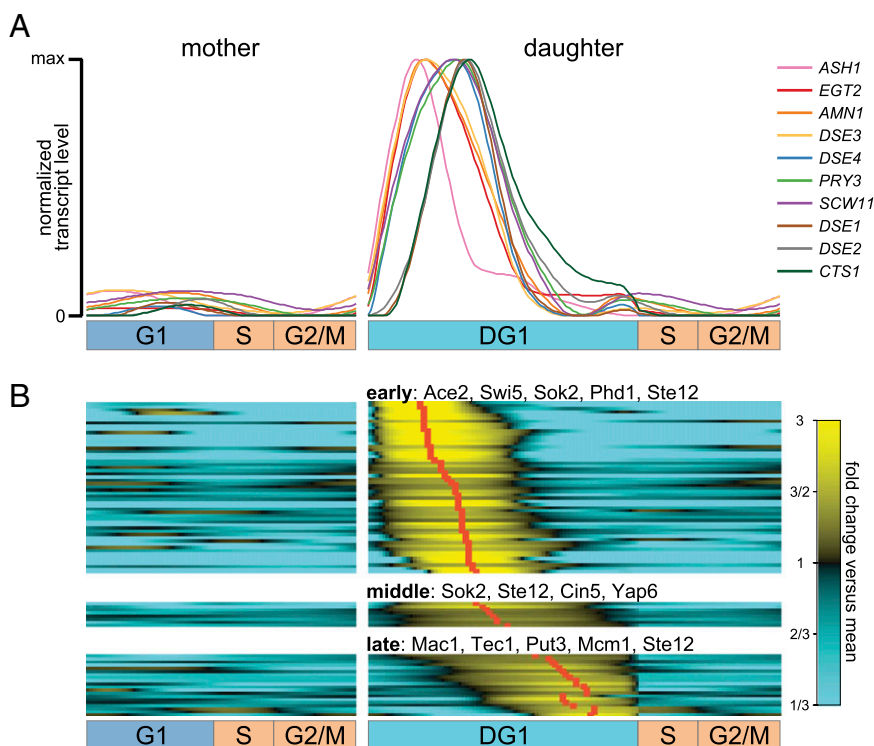 A
mother
daughter
max
normalized
transcript level
0
ASH1
EGT2
AMN1
DSE3
DSE4
PRY3
SCW11
DSE1
DSE2
CTS1
G1 S G2/M DG1 S G2/M
B
early: Ace2, Swi5, Sok2, Phd1, Ste12
middle: Sok2, Ste12, Cin5, Yap6
late: Mac1, Tec1, Put3, Mcm1, Ste12
3
3/2
1
2/3
1/3
fold change versus mean
G1 S G2/M DG1 S G2/M